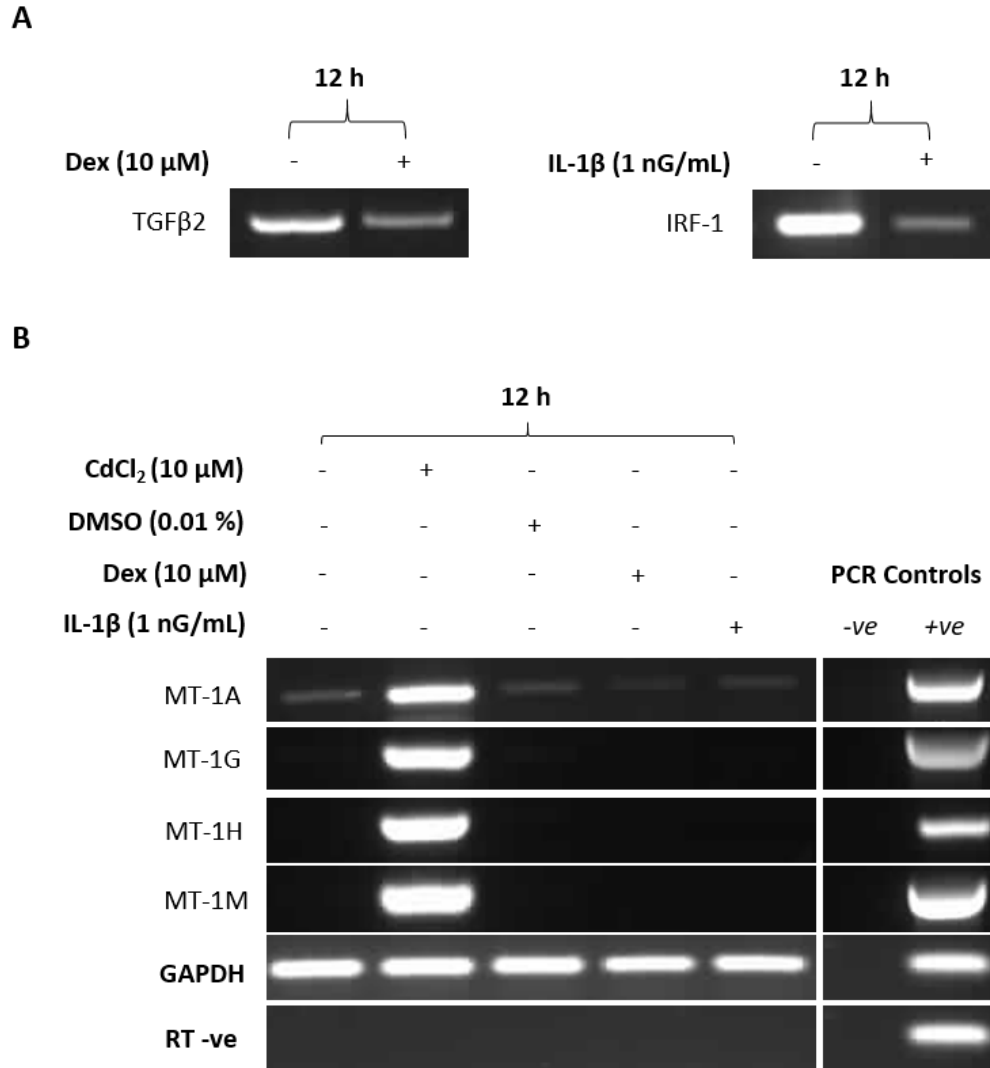 A
12 h
12 h
Dex (10 µM) - +
IL-1β (1 nG/mL) - +
TGFβ2
IRF-1
B
12 h
CdCl₂ (10 µM) - + - - -
DMSO (0.01 %) - - + - -
Dex (10 µM) - - - + -
PCR Controls
IL-1β (1 nG/mL) - - - - + -ve +ve
MT-1A
MT-1G
MT-1H
MT-1M
GAPDH
RT -ve